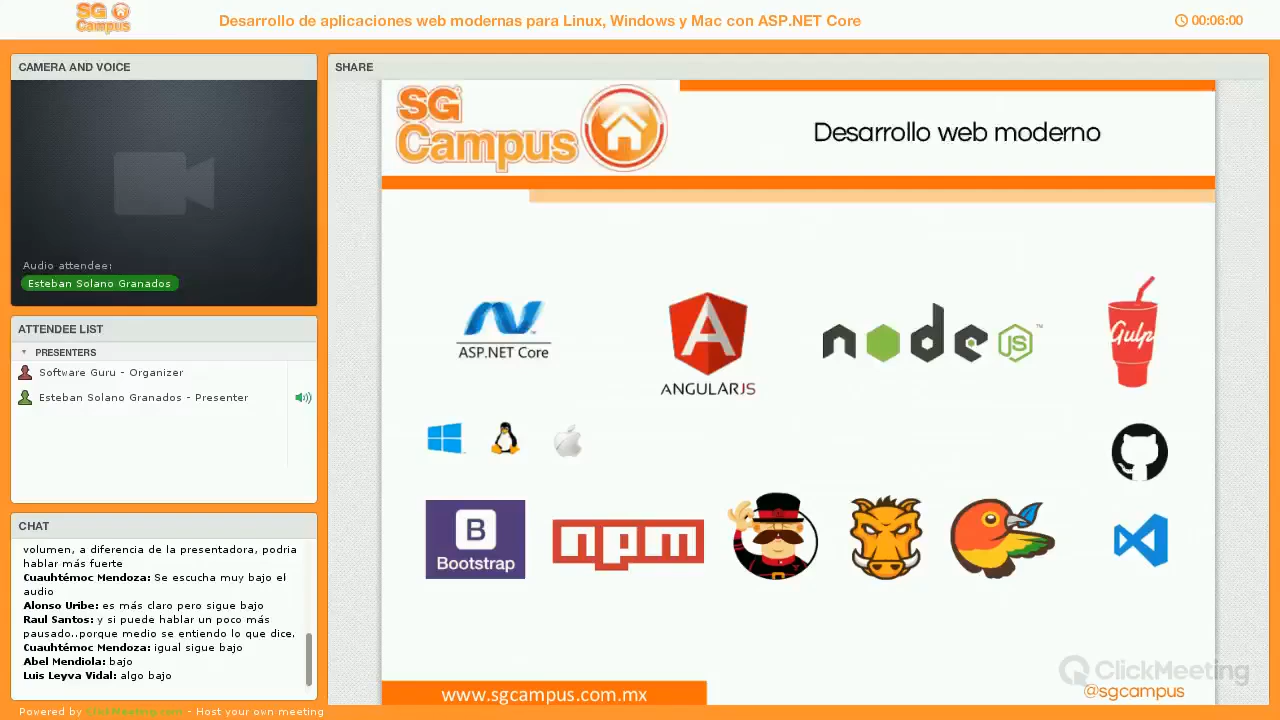 SG
Campus
Desarrollo de aplicaciones web modernas para Linux, Windows y Mac con ASP.NET Core
00:06:00
CAMERA AND VOICE
Audio attendee:
Esteban Solano Granados
ATTENDEE LIST
PRESENTERS
Software Guru - Organizer
Esteban Solano Granados - Presenter
CHAT
volumen, a diferencia de la presentadora, podria
hablar más fuerte
Cuauhtémoc Mendoza: Se escucha muy bajo el
audio
Alonso Uribe: es más claro pero sigue bajo
Raul Santos: y si puede hablar un poco más
pausado..porque medio se entiendo lo que dice.
Cuauhtémoc Mendoza: igual sigue bajo
Abel Mendiola: bajo
Luis Leyva Vidal: algo bajo
Powered by ClickMeeting.com - Host your own meeting
SHARE
SG
Campus
Desarrollo web moderno
ASP.NET Core
ANGULARJS
node
JS
™
Gulp
B
Bootstrap
npm
www.sgcampus.com.mx
ClickMeeting
@sgcampus